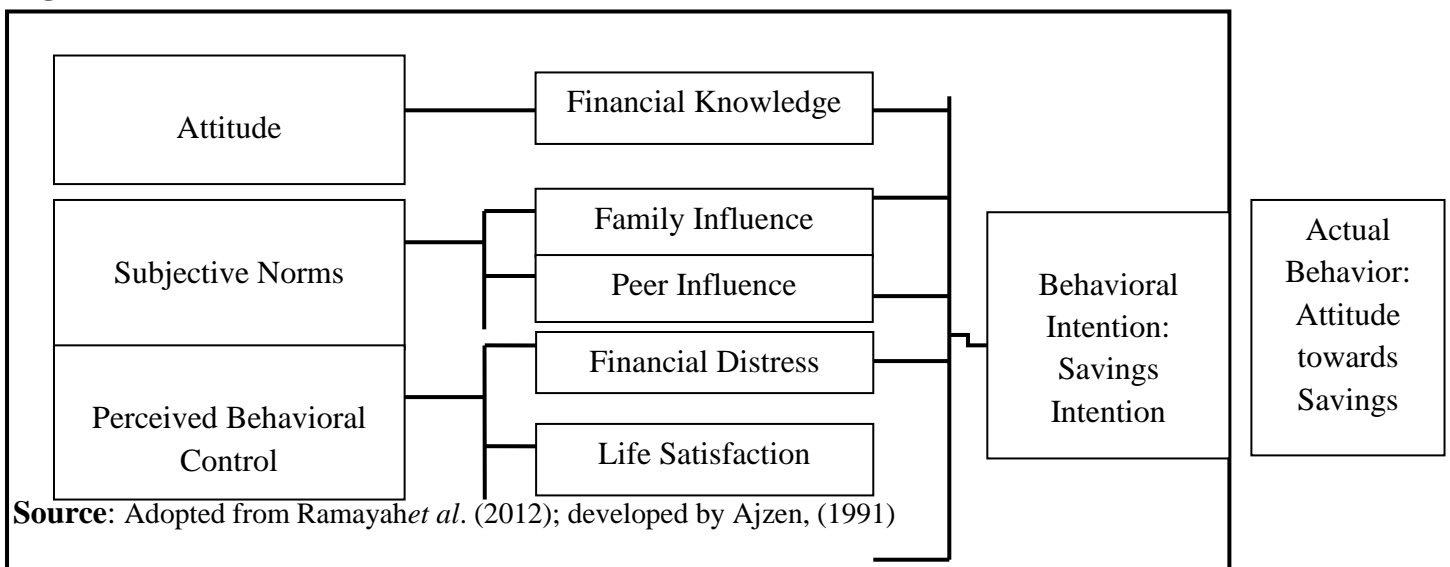 Attitude
Financial Knowledge
Subjective Norms
Family Influence
Peer Influence
Perceived Behavioral
Control
Financial Distress
Life Satisfaction
Behavioral
Intention:
Savings
Intention
Actual
Behavior:
Attitude
towards
Savings
Source: Adopted from Ramayahet al. (2012); developed by Ajzen, (1991)